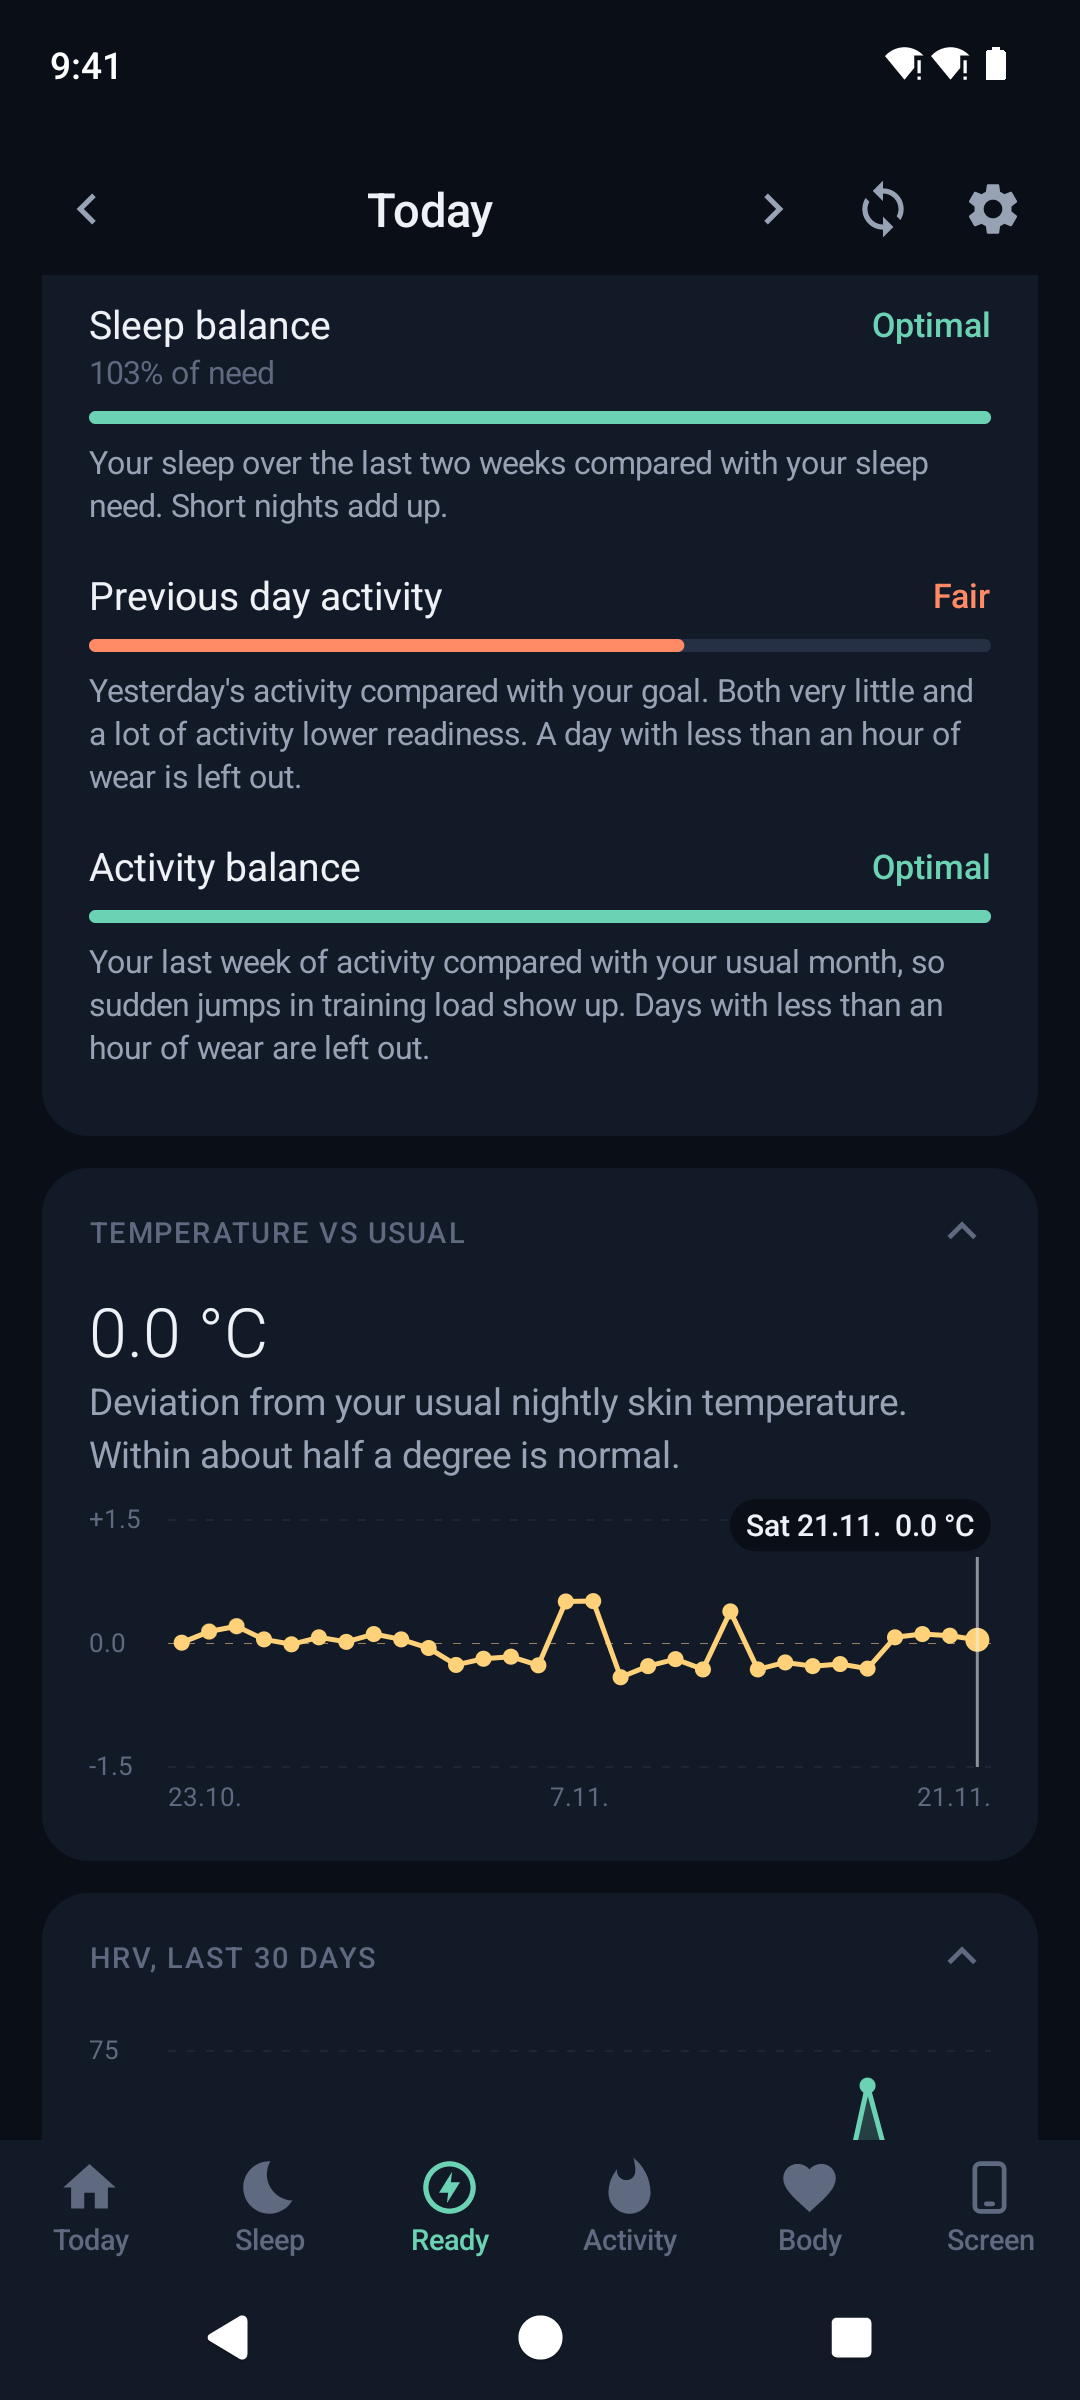 9:41
Today
Sleep balance
Optimal
103% of need
Your sleep over the last two weeks compared with your sleep
need. Short nights add up.
Previous day activity
Fair
Yesterday's activity compared with your goal. Both very little and
a lot of activity lower readiness. A day with less than an hour of
wear is left out.
Activity balance
Optimal
Your last week of activity compared with your usual month, so
sudden jumps in training load show up. Days with less than an
hour of wear are left out.
TEMPERATURE VS USUAL
0.0 °C
Deviation from your usual nightly skin temperature.
Within about half a degree is normal.
+1.5
Sat 21.11. 0.0 °C
0.0
-1.5
23.10.
7.11.
21.11.
HRV, LAST 30 DAYS
75
Today
Sleep
Ready
Activity
Body
Screen